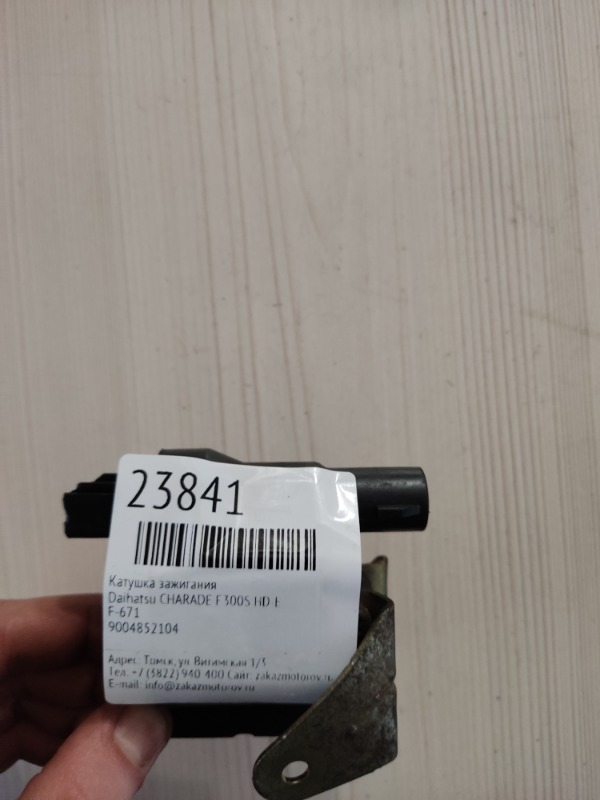 23841
Катушка зажигания
Daihatsu CHARADE F300S HD-E
F-671
9004852104
Адрес: Томск, ул. Витимская 1/3
Тел: +7 (3822) 940 400 Сайт: zakazmotorov.ru
E-mail: info@zakazmotorov.ru